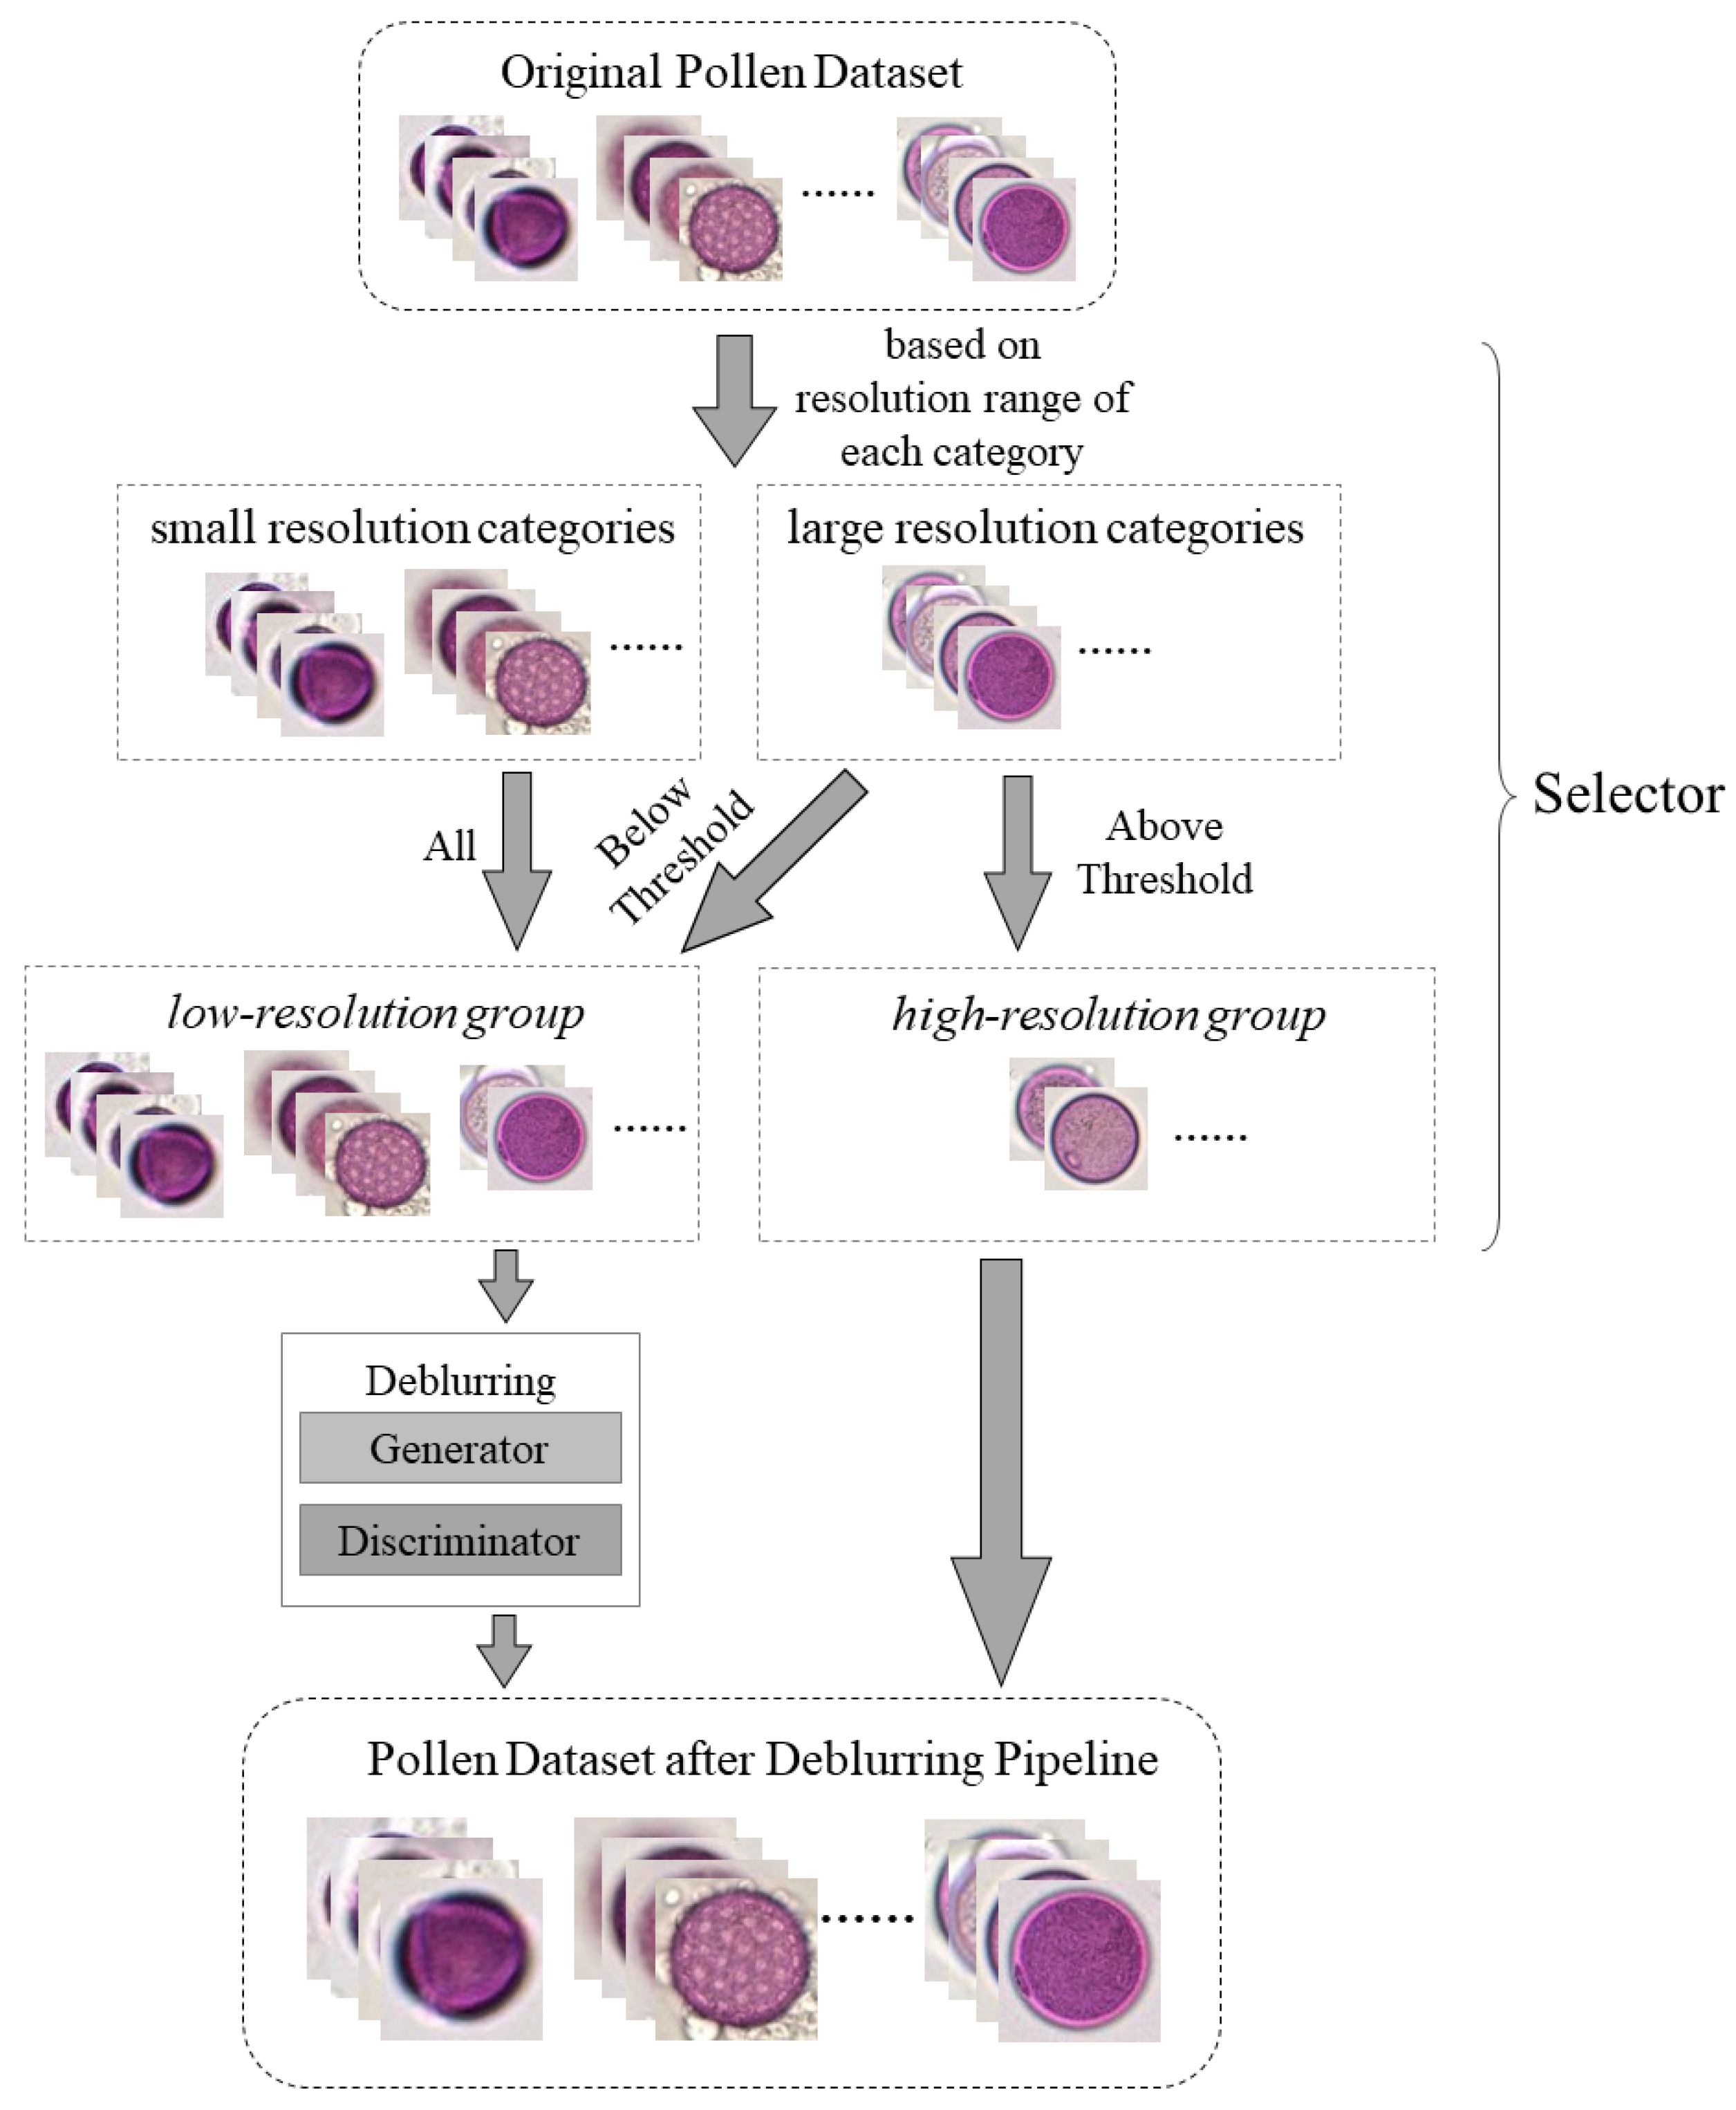 Original Pollen Dataset
......
based on
resolution range of
each category
small resolution categories
......
large resolution categories
......
Selector
All
Below
Threshold
Above
Threshold
low-resolution group
......
high-resolution group
......
Deblurring
Generator
Discriminator
Pollen Dataset after Deblurring Pipeline
......